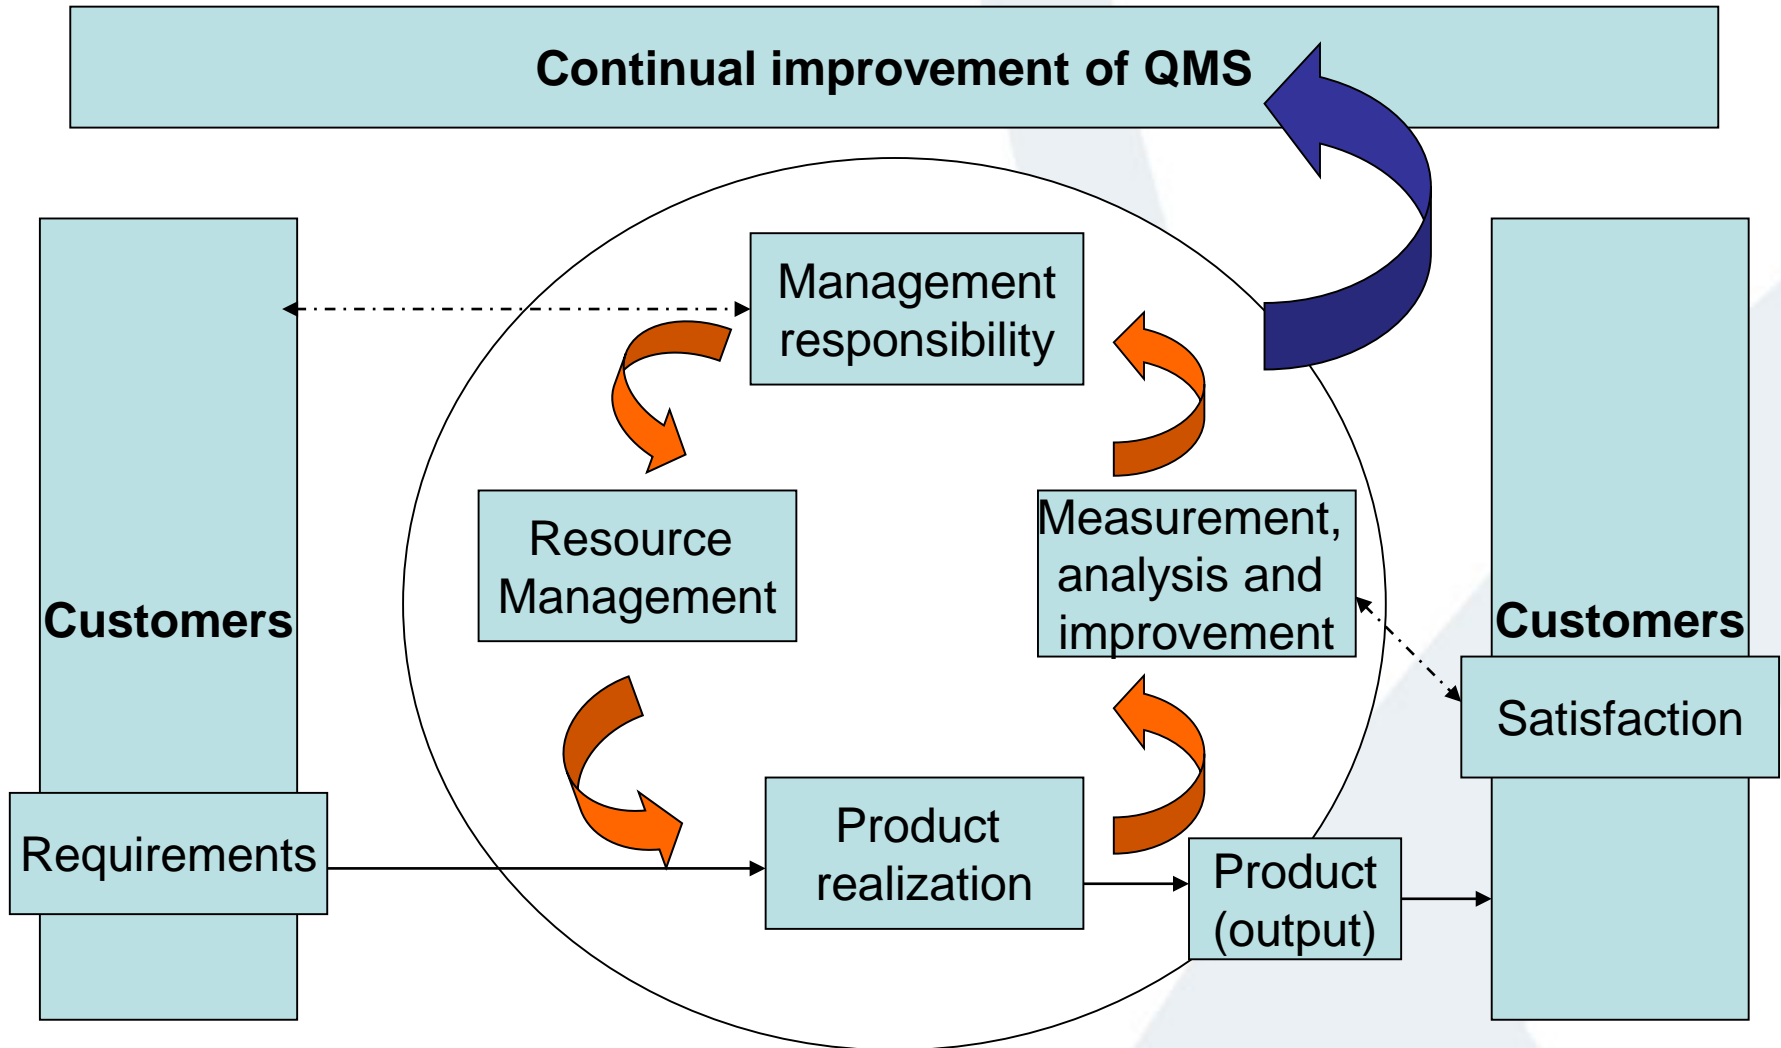 Continual improvement of QMS
Management
responsibility
Resource
Management
Measurement,
analysis and
improvement
Customers
Customers
Satisfaction
Requirements
Product
realization
Product
(output)